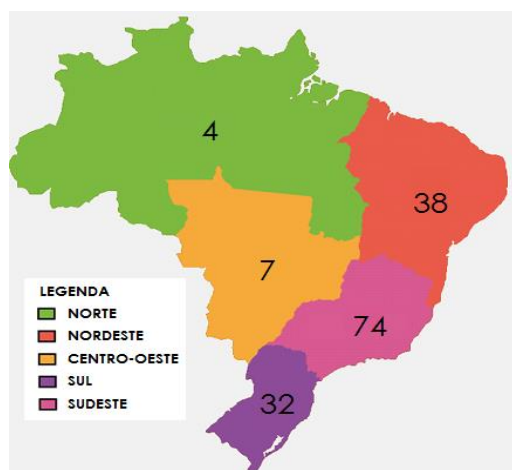 4
38
7
74
32
LEGENDA
NORTE
NORDESTE
CENTRO-OESTE
SUL
SUDESTE